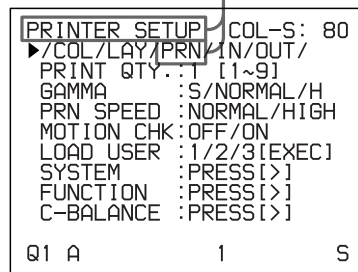 PRINTER SETUP COL-S: 80
▶/COL/LAY/PRN/IN/OUT/
PRINT QTY.:1 [1~9]
GAMMA :S/NORMAL/H
PRN SPEED :NORMAL/HIGH
MOTION CHK:OFF/ON
LOAD USER :1/2/3[EXEC]
SYSTEM :PRESS[>]
FUNCTION :PRESS[>]
C-BALANCE :PRESS[>]
Q1 A 1 S